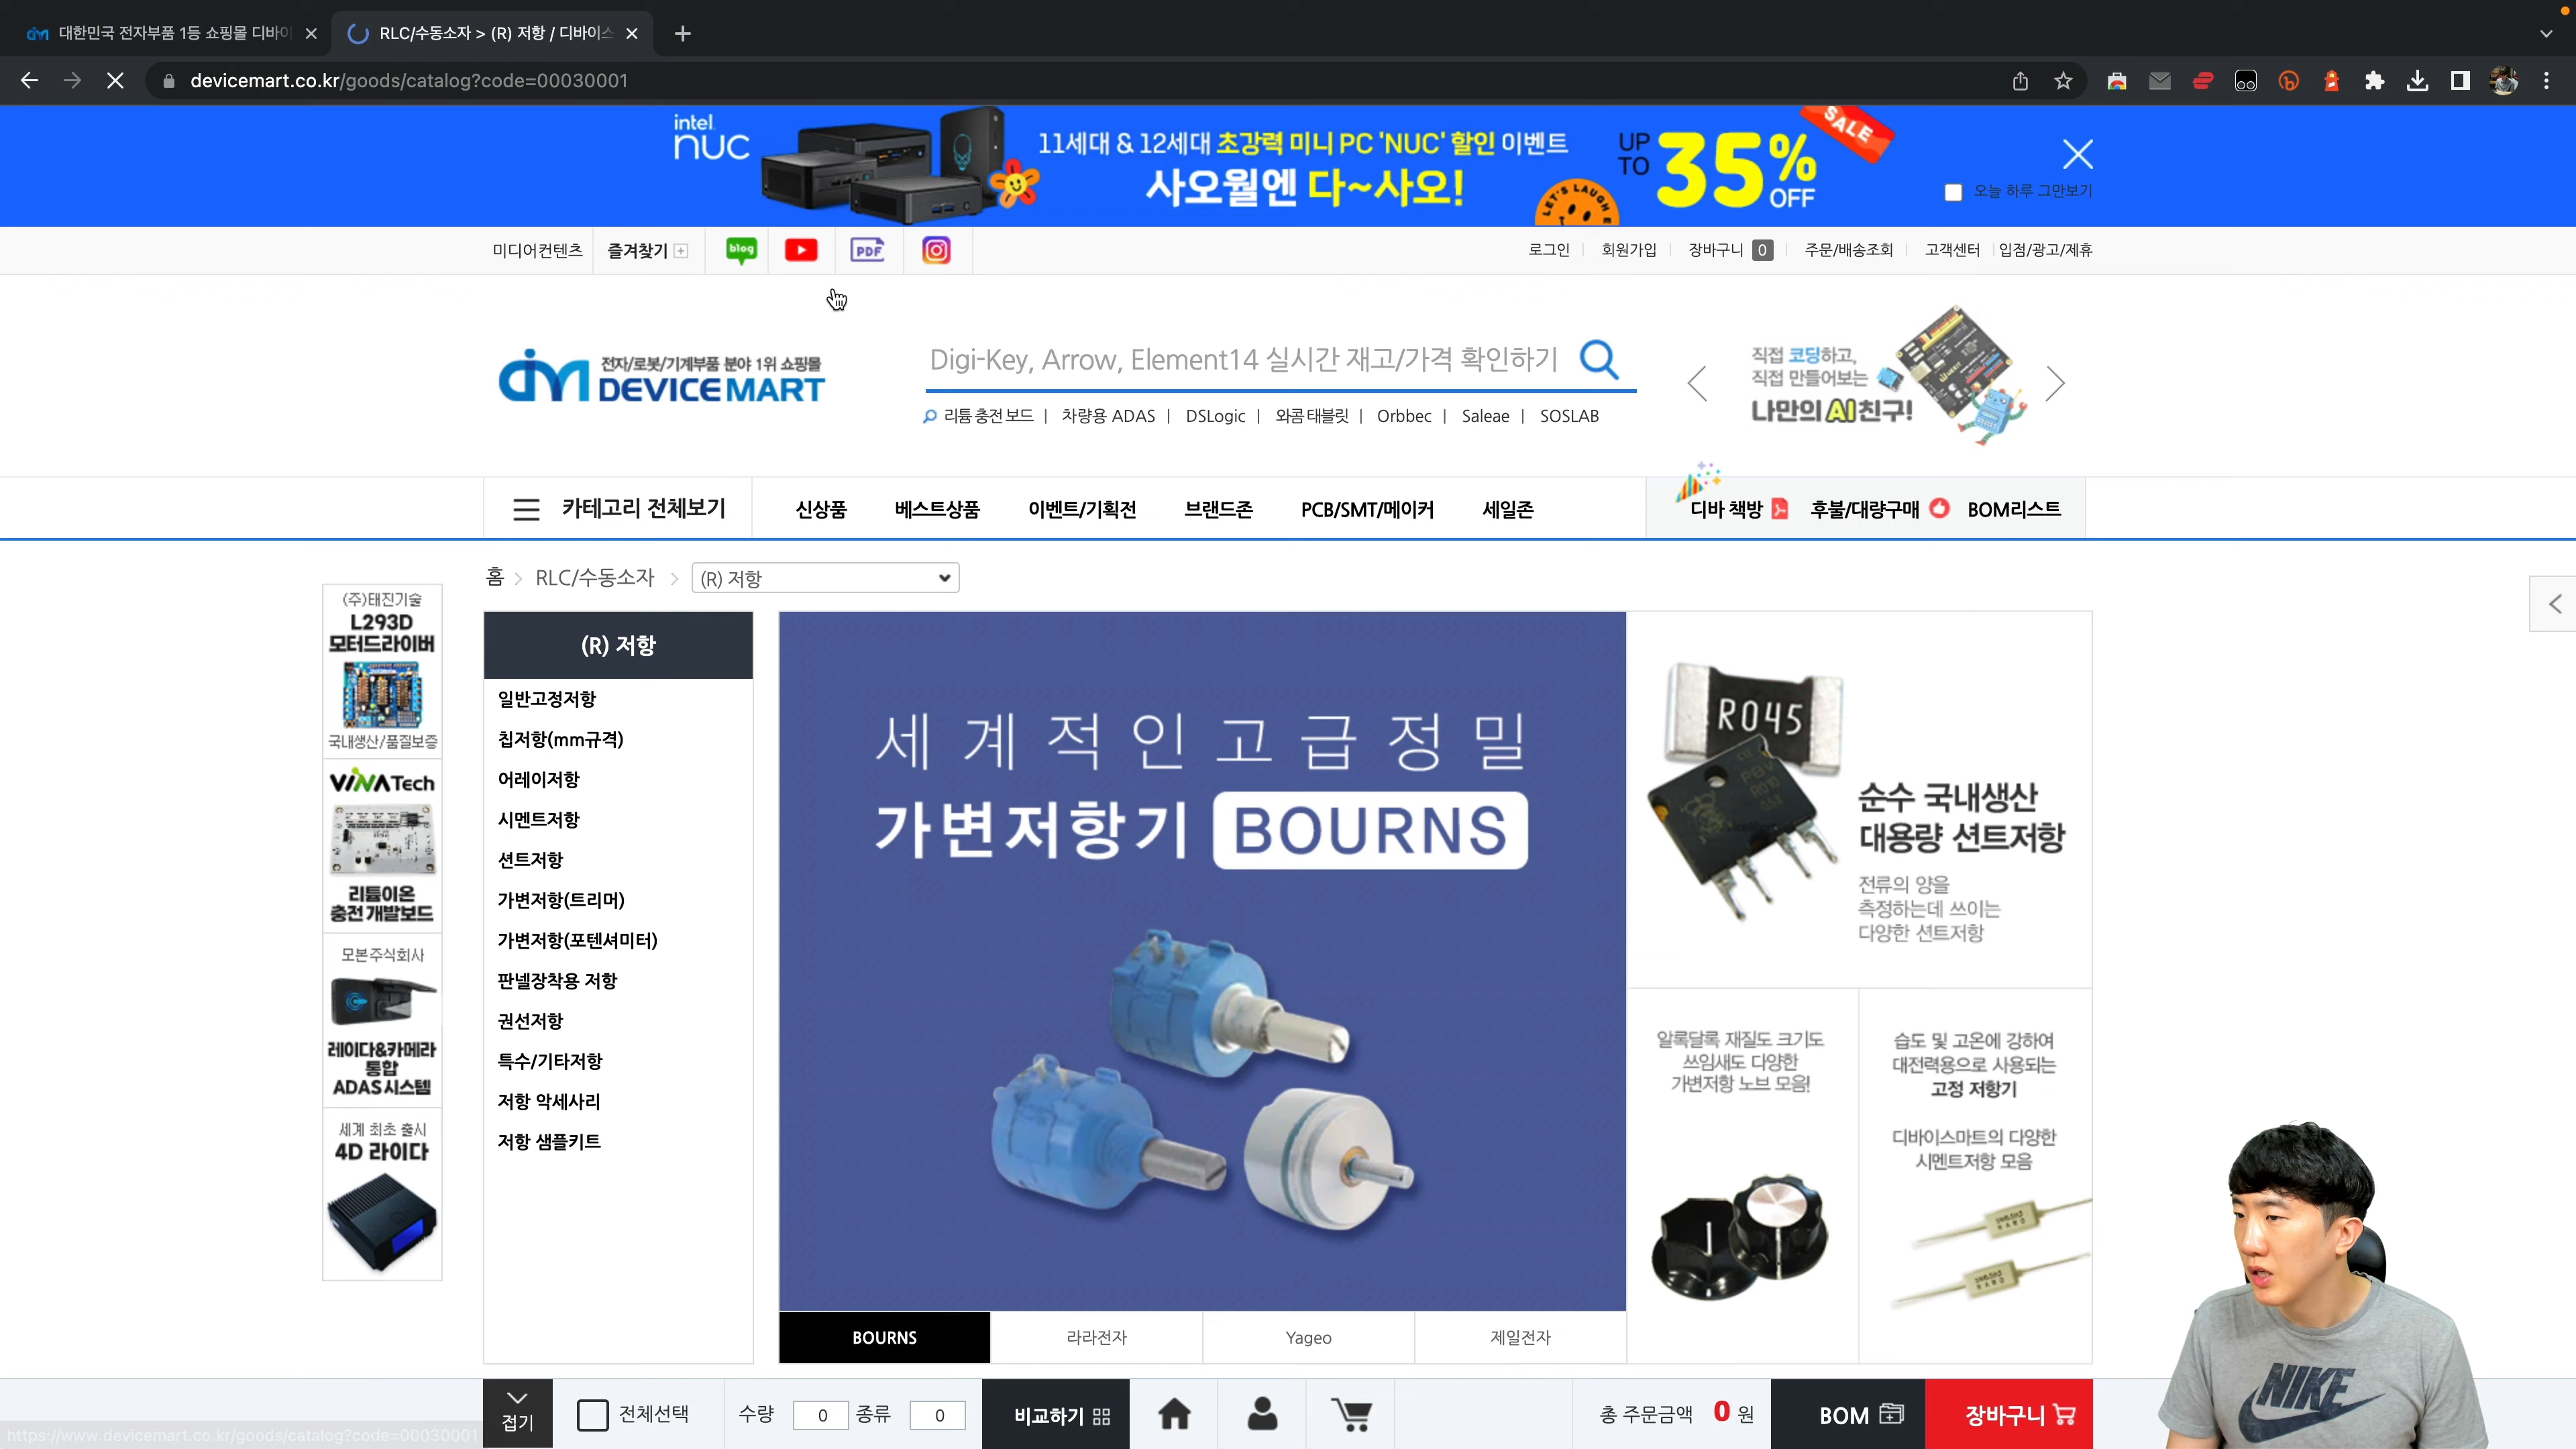 대한민국 전자부품 1등 쇼핑몰 디바이
RLC/수동소자 > (R) 저항 / 디바이스
devicemart.co.kr/goods/catalog?code=00030001
intel
nuc
11세대 & 12세대 초강력 미니 PC 'NUC' 할인 이벤트
사오월엔 다~사오!
UP TO 35% OFF
SALE
LET'S LAUGH
오늘 하루 그만보기
미디어컨텐츠
즐겨찾기
blog
PDF
로그인
회원가입
장바구니 0
주문/배송조회
고객센터
입점/광고/제휴
전자/로봇/기계부품 분야 1위 쇼핑몰
DEVICE MART
Digi-Key, Arrow, Element14 실시간 재고/가격 확인하기
리튬충전보드 | 차량용 ADAS | DSLogic | 와콤태블릿 | Orbbec | Saleae | SOSLAB
직접 코딩하고,
직접 만들어보는
나만의 AI 친구!
카테고리 전체보기
신상품
베스트상품
이벤트/기획전
브랜드존
PCB/SMT/메이커
세일존
디바 책방
후불/대량구매
BOM리스트
홈 > RLC/수동소자 > (R) 저항
(주)태진기술
L293D
모터드라이버
국내생산/품질보증
VINATech
리튬이온
충전 개발보드
모본주식회사
레이다&카메라
통합
ADAS시스템
세계 최초 출시
4D 라이다
(R) 저항
일반고정저항
칩저항(mm규격)
어레이저항
시멘트저항
션트저항
가변저항(트리머)
가변저항(포텐셔미터)
판넬장착용 저항
권선저항
특수/기타저항
저항 악세사리
저항 샘플키트
세계적인고급정밀
가변저항기 BOURNS
R045
순수 국내생산
대용량 션트저항
전류의 양을
측정하는데 쓰이는
다양한 션트저항
알록달록 재질도 크기도
쓰임새도 다양한
가변저항 노브 모음!
습도 및 고온에 강하여
대전력용으로 사용되는
고정 저항기
디바이스마트의 다양한
시멘트저항 모음
BOURNS
라라전자
Yageo
제일전자
접기
전체선택
수량 0 종류 0
비교하기
총 주문금액 0 원
BOM
장바구니
https://www.devicemart.co.kr/goods/catalog?code=00030001
NIKE